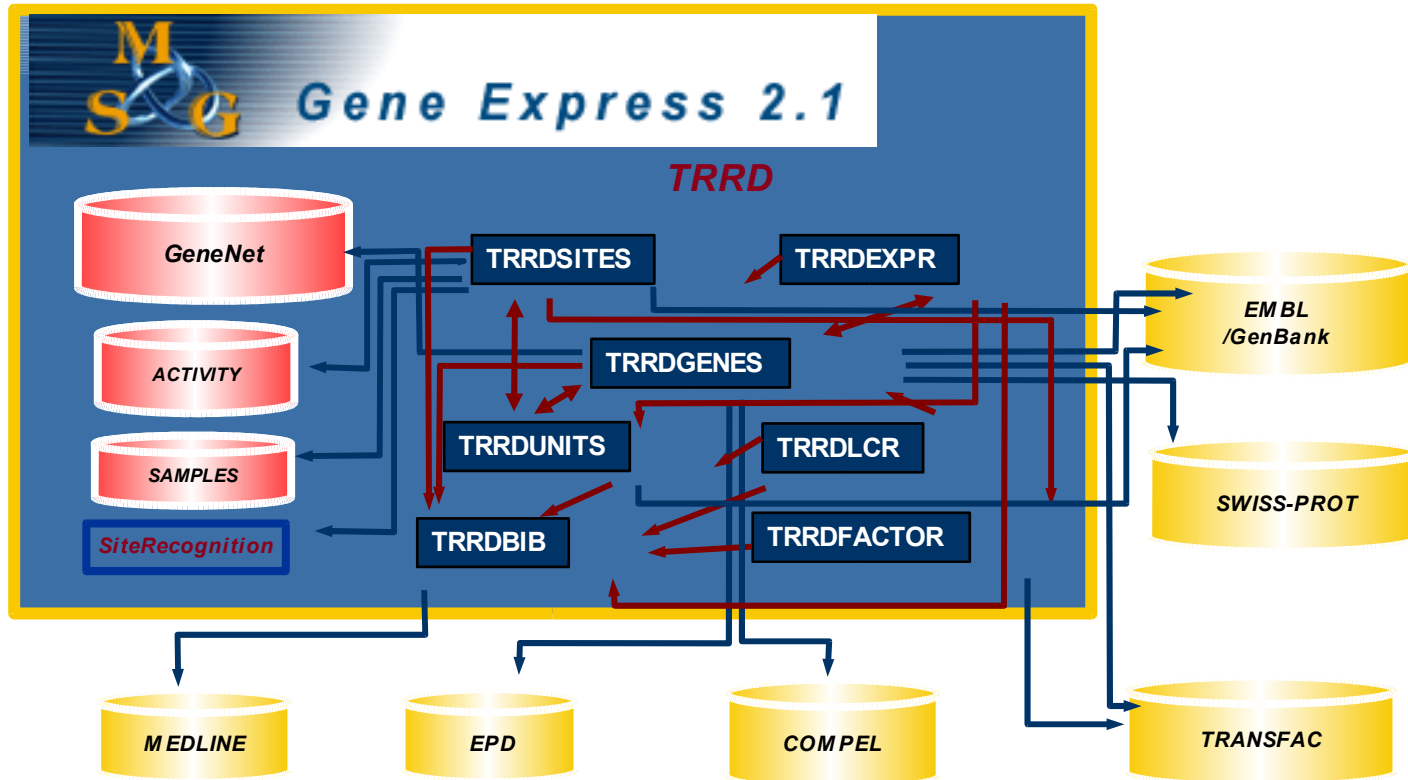 M
S G
Gene Express 2.1
TRRD
GeneNet
TRRDSITES
TRRDEXPR
EMBL
/GenBank
ACTIVITY
TRRDGENES
TRRDUNITS
TRRDLCR
SAMPLES
SWISS-PROT
SiteRecognition
TRRDBIB
TRRDFACTOR
MEDLINE
EPD
COMPEL
TRANSFAC